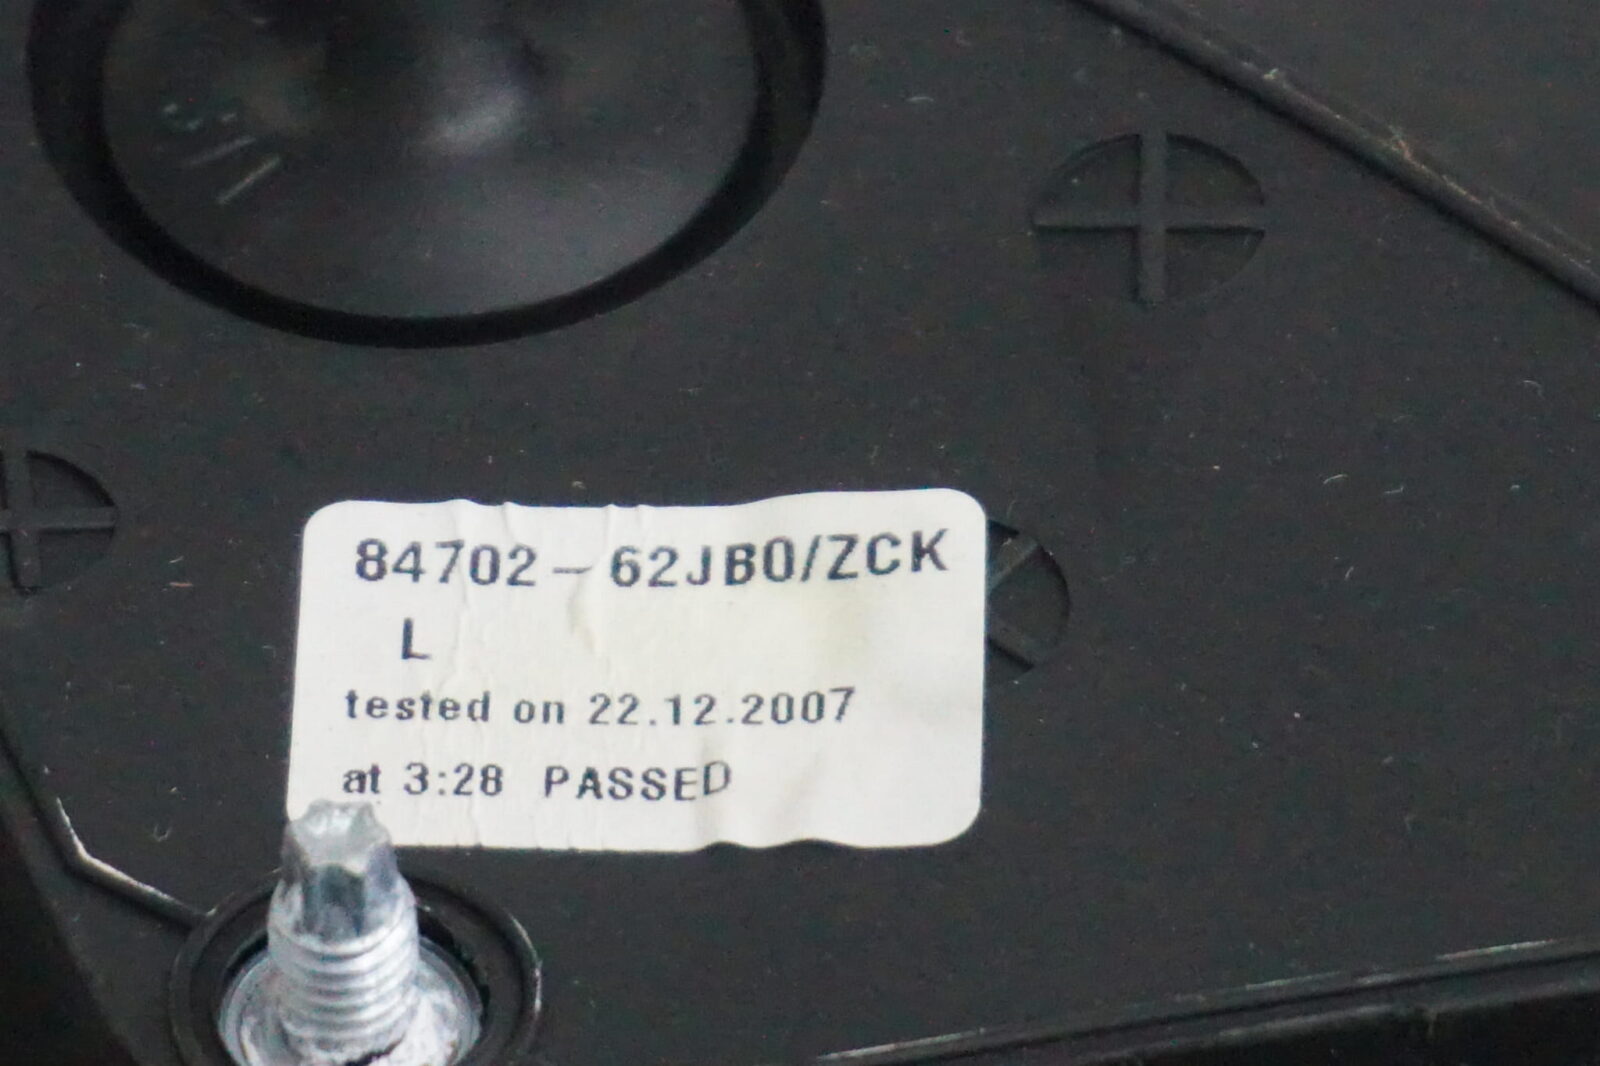 84702-62JB0/ZCK
L
tested on 22.12.2007
at 3:28 PASSED